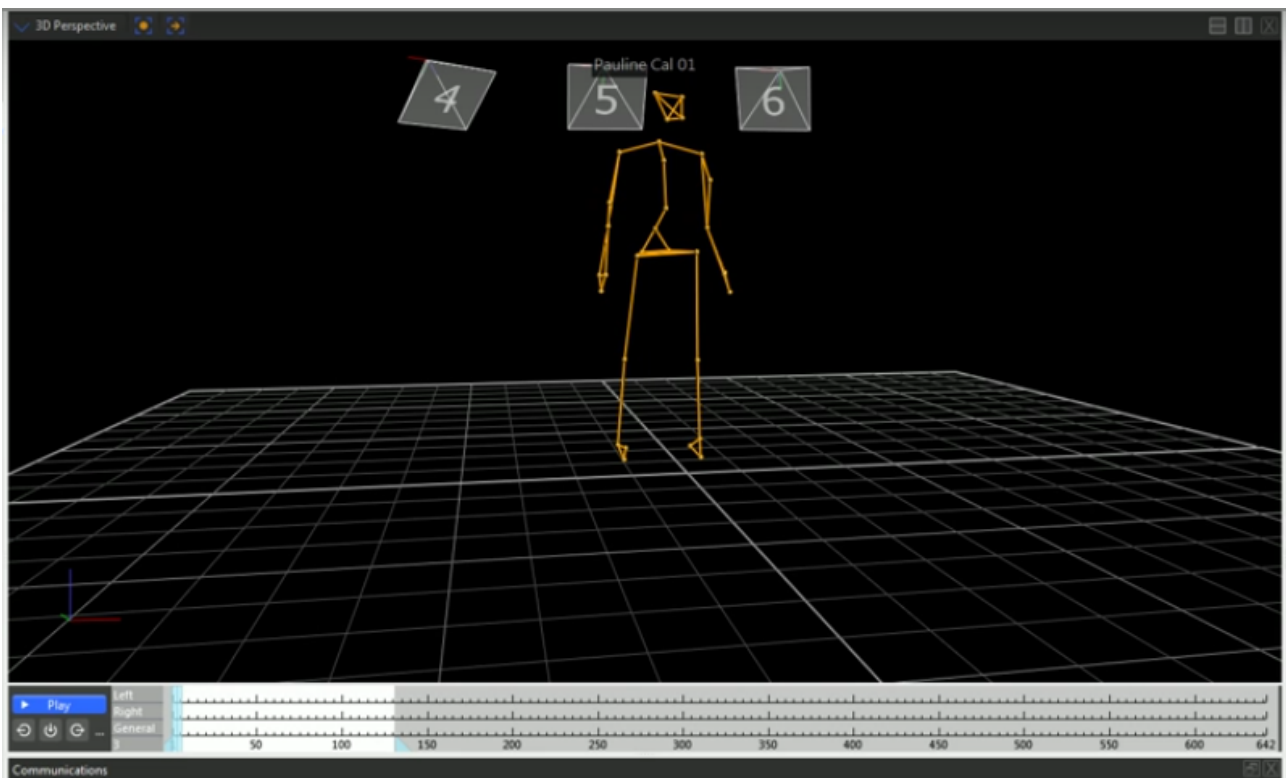 3D Perspective
Pauline Cal 01
4 5 6
Play
Left
Right
General
3 50 100 150 200 250 300 350 400 450 500 550 600 642
Communications